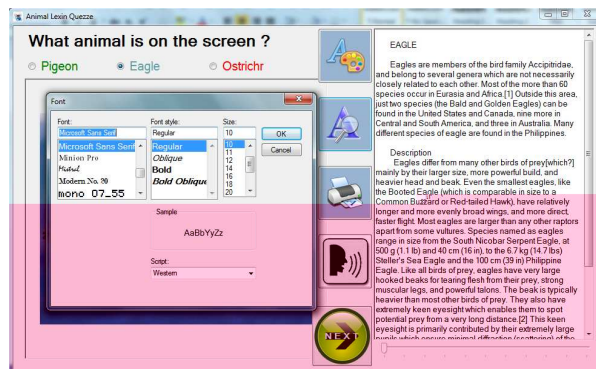 Animal Lexin Quezze
What animal is on the screen ?
Pigeon
Eagle
Ostrichr
Font
Font:
Microsoft Sans Serif
Microsoft Sans Serif
Minion Pro
Mistral
Modern No. 20
mono 07_55
Font style:
Regular
Regular
Oblique
Bold
Bold Oblique
Size:
10
10
11
12
14
16
18
20
OK
Cancel
Sample
AaBbYyZz
Script:
Western
NEXT
EAGLE
Eagles are members of the bird family Accipitridae,
and belong to several genera which are not necessarily
closely related to each other. Most of the more than 60
species occur in Eurasia and Africa.[1] Outside this area,
just two species (the Bald and Golden Eagles) can be
found in the United States and Canada, nine more in
Central and South America, and three in Australia. Many
different species of eagle are found in the Philippines.
Description
Eagles differ from many other birds of prey[which?]
mainly by their larger size, more powerful build, and
heavier head and beak. Even the smallest eagles, like
the Booted Eagle (which is comparable in size to a
Common Buzzard or Red-tailed Hawk), have relatively
longer and more evenly broad wings, and more direct,
faster flight. Most eagles are larger than any other raptors
apart from some vultures. Species named as eagles
range in size from the South Nicobar Serpent Eagle, at
500 g (1.1 lb) and 40 cm (16 in), to the 6.7 kg (14.7 lbs)
Steller's Sea Eagle and the 100 cm (39 in) Philippine
Eagle. Like all birds of prey, eagles have very large
hooked beaks for tearing flesh from their prey, strong
muscular legs, and powerful talons. The beak is typically
heavier than most other birds of prey. They also have
extremely keen eyesight which enables them to spot
potential prey from a very long distance.[2] This keen
eyesight is primarily contributed by their extremely large
pupils which ensure minimal diffraction (scattering) of the